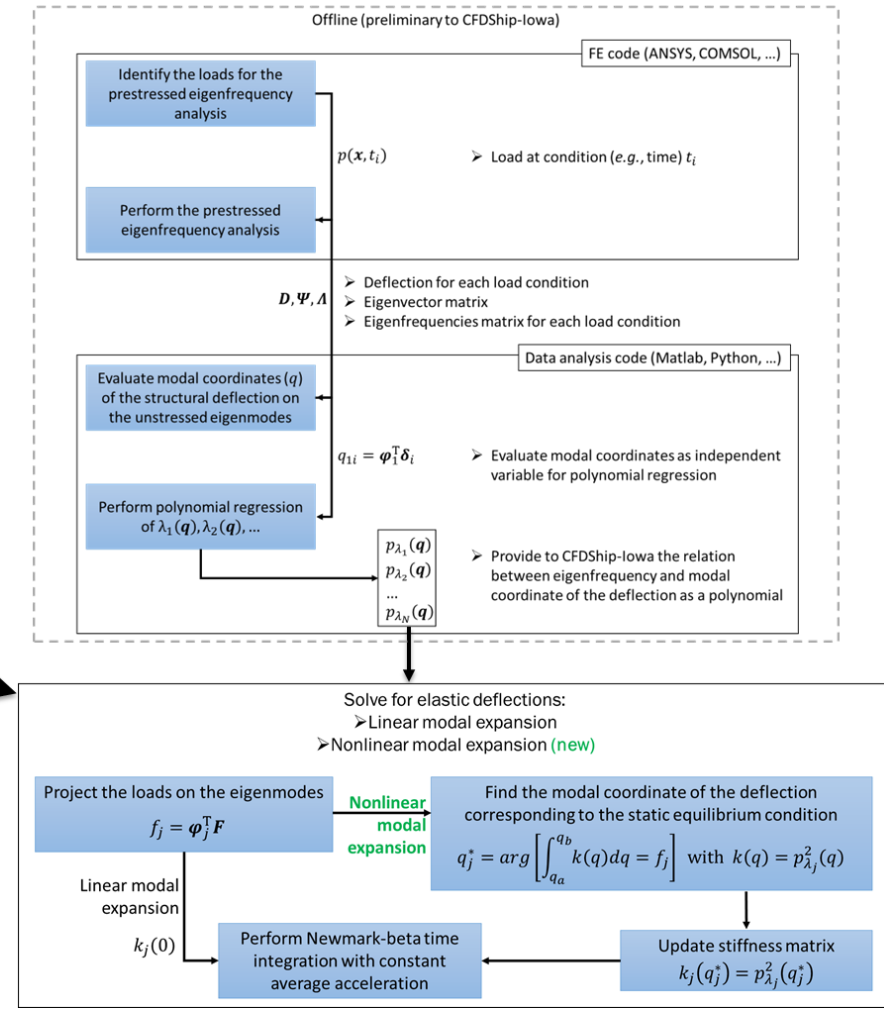 Offline (preliminary to CFDShip-Iowa)
FE code (ANSYS, COMSOL, ...)
Identify the loads for the
prestressed eigenfrequency
analysis
p(x, tᵢ)
➢ Load at condition (e.g., time) tᵢ
Perform the prestressed
eigenfrequency analysis
D, Ψ, Λ
➢ Deflection for each load condition
➢ Eigenvector matrix
➢ Eigenfrequencies matrix for each load condition
Data analysis code (Matlab, Python, ...)
Evaluate modal coordinates (q)
of the structural deflection on
the unstressed eigenmodes
q₁ᵢ = φ₁ᵀδᵢ
➢ Evaluate modal coordinates as independent
variable for polynomial regression
Perform polynomial regression
of λ₁(q), λ₂(q), ...
p_λ₁(q)
p_λ₂(q)
...
p_λ_N(q)
➢ Provide to CFDShip-Iowa the relation
between eigenfrequency and modal
coordinate of the deflection as a polynomial
Solve for elastic deflections:
➢Linear modal expansion
➢Nonlinear modal expansion (new)
Project the loads on the eigenmodes
fⱼ = φⱼᵀF
Nonlinear
modal
expansion
Find the modal coordinate of the deflection
corresponding to the static equilibrium condition
qⱼ* = arg[∫_{q_a}^{q_b} k(q)dq = fⱼ] with k(q) = p²_λⱼ(q)
Linear modal
expansion
kⱼ(0)
Perform Newmark-beta time
integration with constant
average acceleration
Update stiffness matrix
kⱼ(qⱼ*) = p²_λⱼ(qⱼ*)